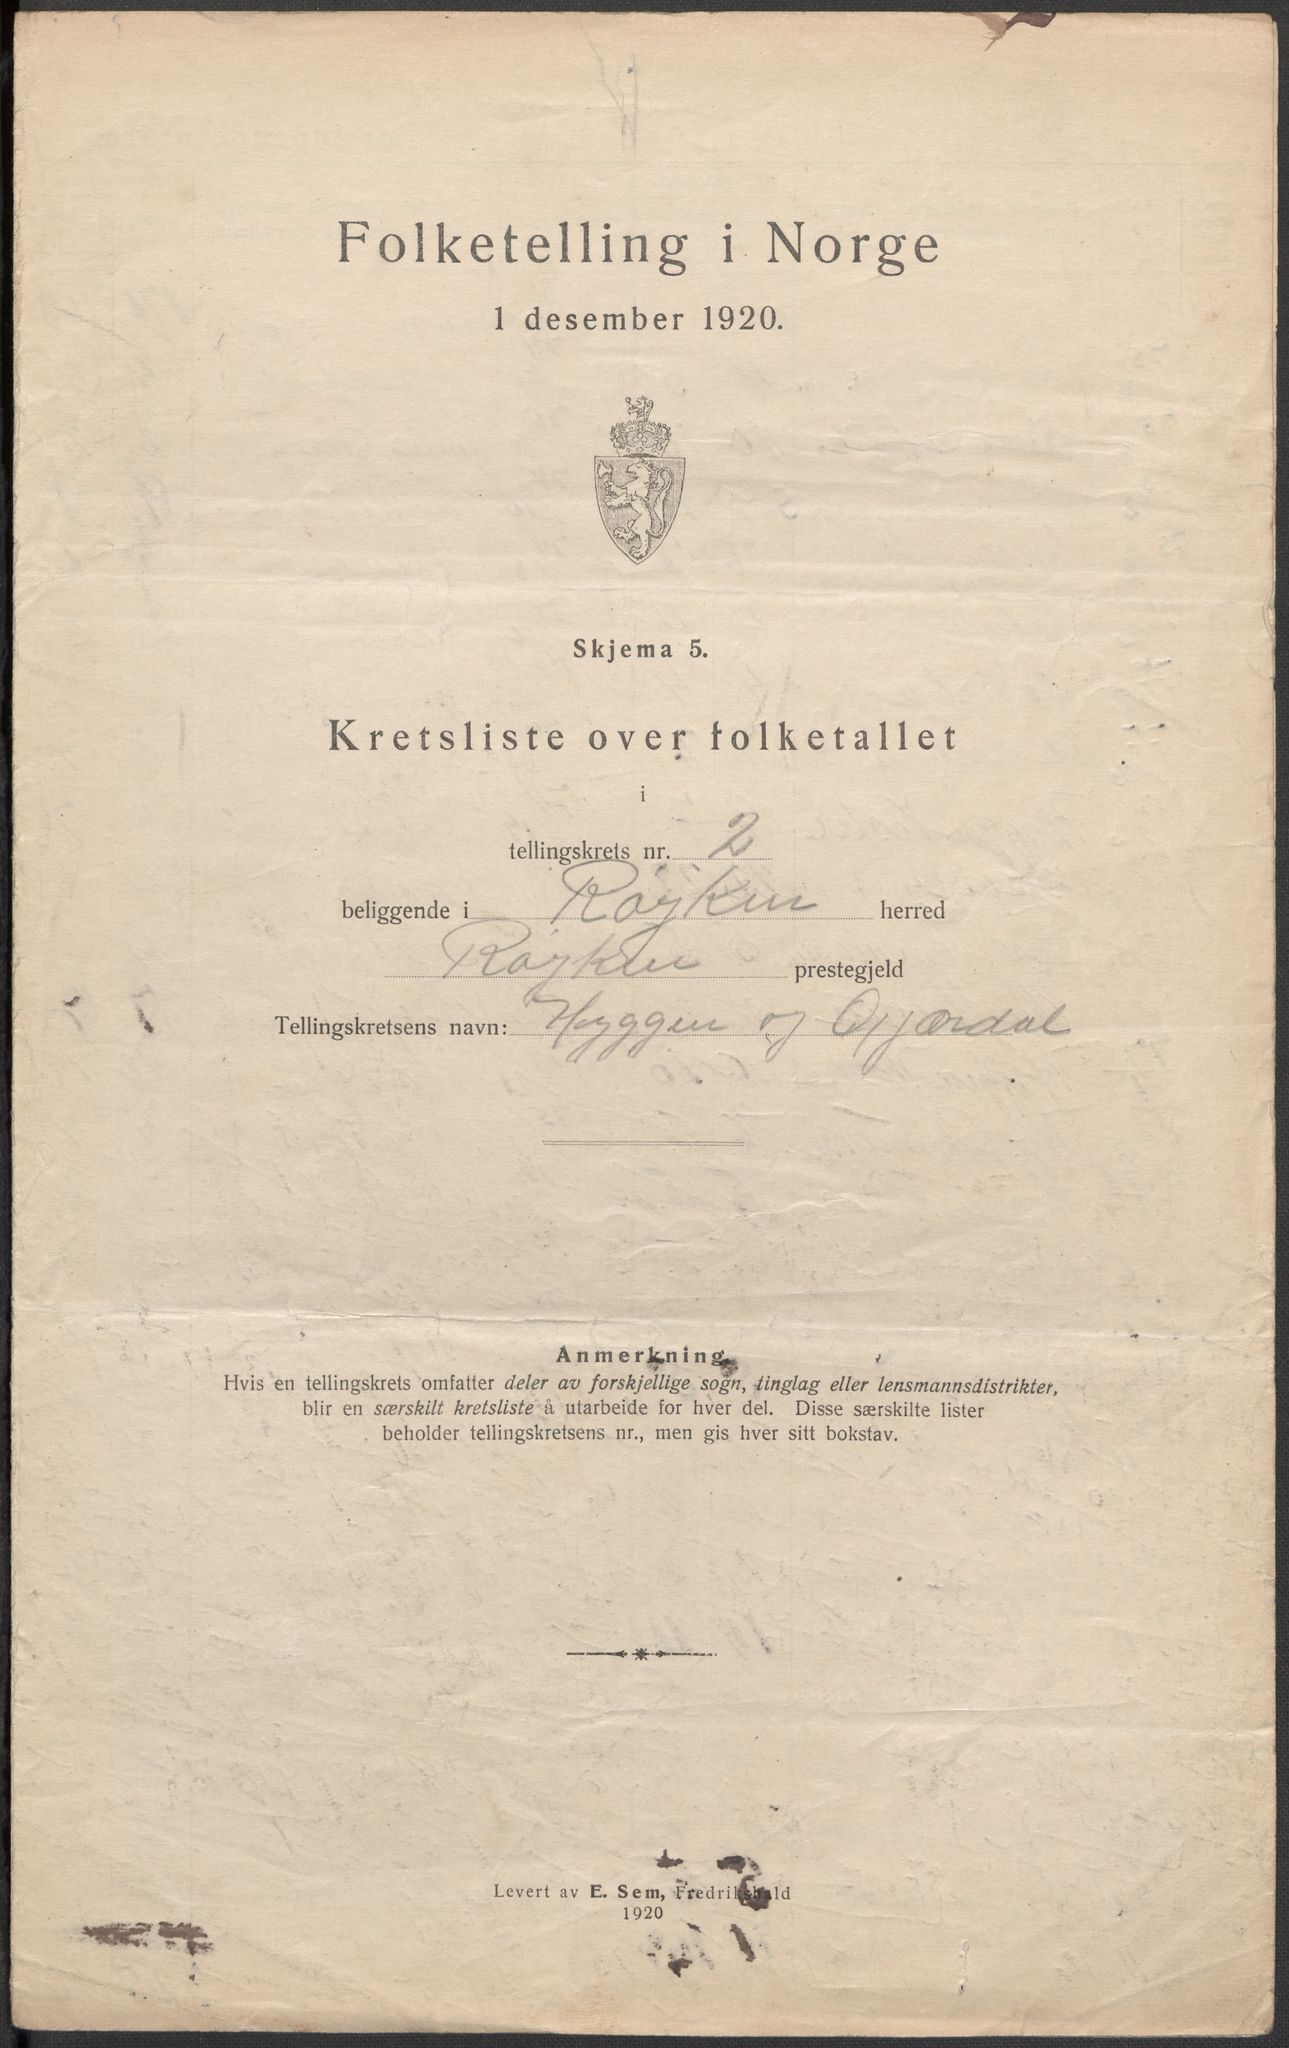 Folketelling i Norge
1 desember 1920.
Skjema 5.
Kretsliste over folketallet
i
tellingskrets nr. 2
beliggende i Røyken herred
Røyken prestegjeld
Tellingskretsens navn: Hyggen og Gjærdal
Anmerkning.
Hvis en tellingskrets omfatter deler av forskjellige sogn, tinglag eller lensmannsdistrikter,
blir en særskilt kretsliste å utarbeide for hver del. Disse særskilte lister
beholder tellingskretsens nr., men gis hver sitt bokstav.
Levert av E. Sem, Fredrikshald
1920